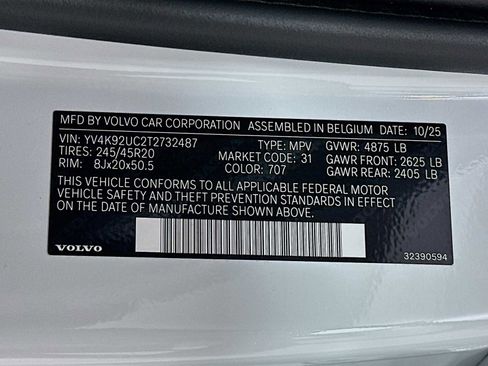 MFD BY VOLVO CAR CORPORATION ASSEMBLED IN BELGIUM DATE: 10/25
VIN: YV4K92UC2T2732487 TYPE: MPV GVWR: 4875 LB
TIRES: 245/45R20 MARKET CODE: 31 GAWR FRONT: 2625 LB
RIM: 8Jx20x50.5 COLOR: 707 GAWR REAR: 2405 LB
THIS VEHICLE CONFORMS TO ALL APPLICABLE FEDERAL MOTOR
VEHICLE SAFETY AND THEFT PREVENTION STANDARDS IN EFFECT
ON THE DATE OF MANUFACTURE SHOWN ABOVE.
VOLVO
32390594